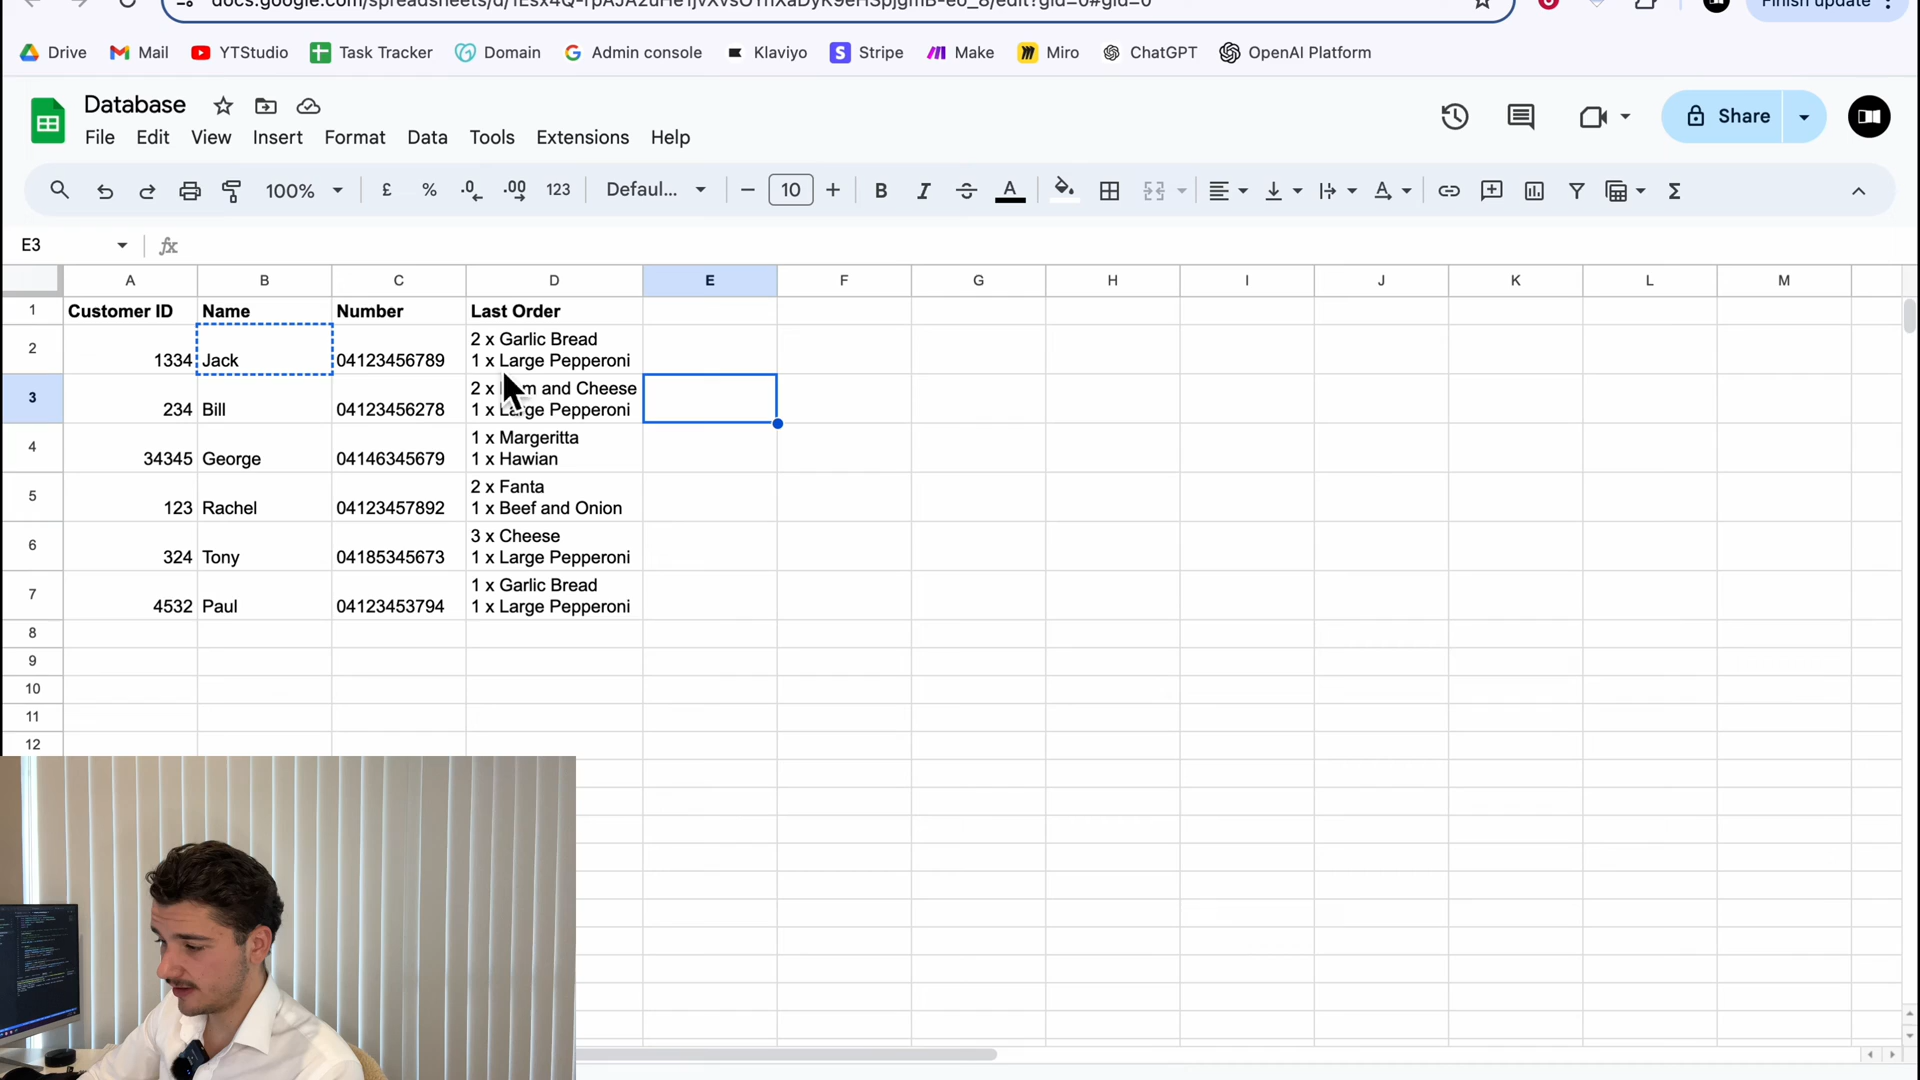 Finish update
Drive Mail YTStudio Task Tracker Domain Admin console Klaviyo Stripe Make Miro ChatGPT OpenAI Platform
Database
File Edit View Insert Format Data Tools Extensions Help
Share
100% £ % .0 .00 123 Defaul... 10 B I A Σ
E3 fx
A B C D E F G H I J K L M
1 Customer ID Name Number Last Order
2 x Garlic Bread
2 1334 Jack 04123456789 1 x Large Pepperoni
2 x and Cheese
3 234 Bill 04123456278 1 x Large Pepperoni
1 x Margeritta
4 34345 George 04146345679 1 x Hawian
2 x Fanta
5 123 Rachel 04123457892 1 x Beef and Onion
3 x Cheese
6 324 Tony 04185345673 1 x Large Pepperoni
1 x Garlic Bread
7 4532 Paul 04123453794 1 x Large Pepperoni
8
9
10
11
12